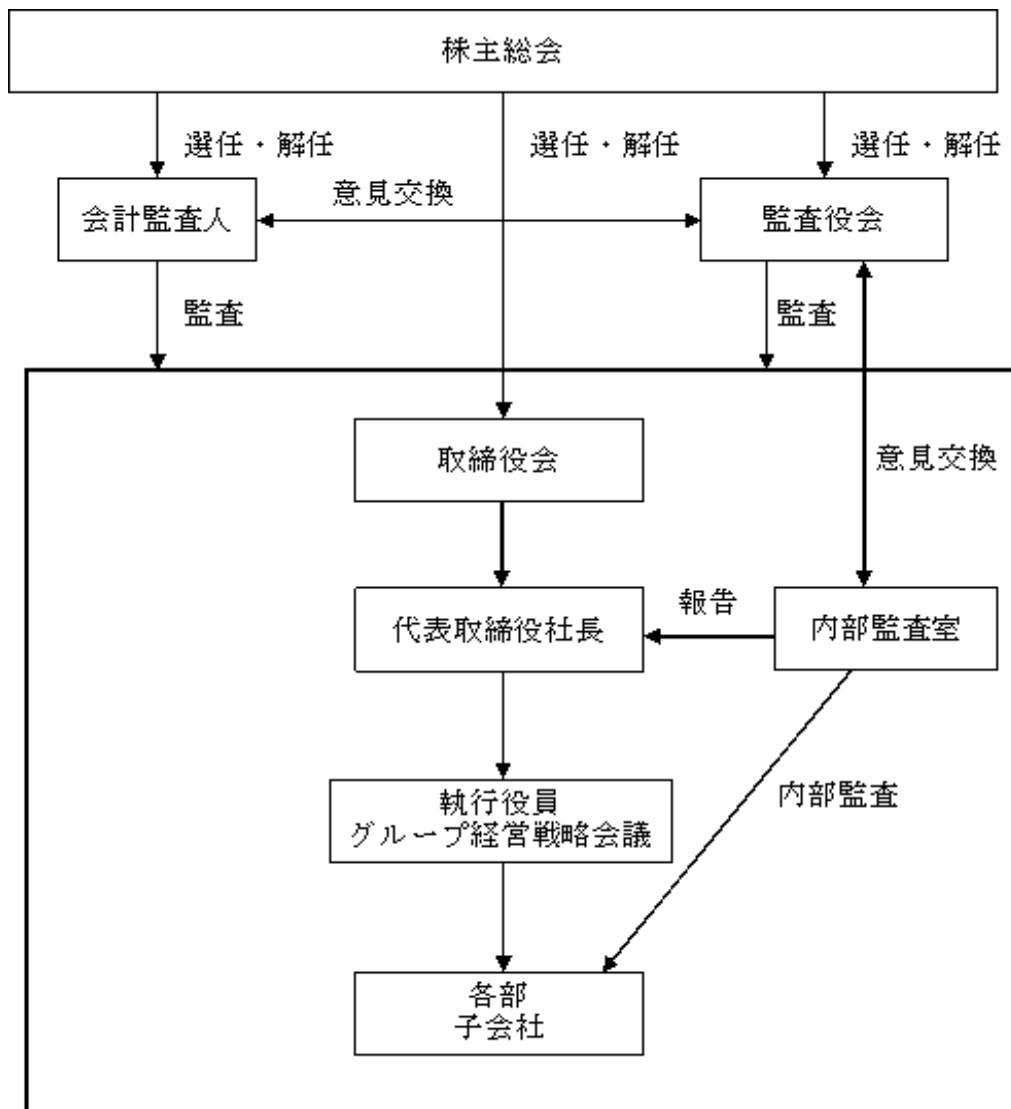 株主総会
選任・解任
選任・解任
選任・解任
会計監査人
意見交換
監査役会
監査
監査
取締役会
意見交換
代表取締役社長
報告
内部監査室
執行役員
グループ経営戦略会議
内部監査
各部
子会社